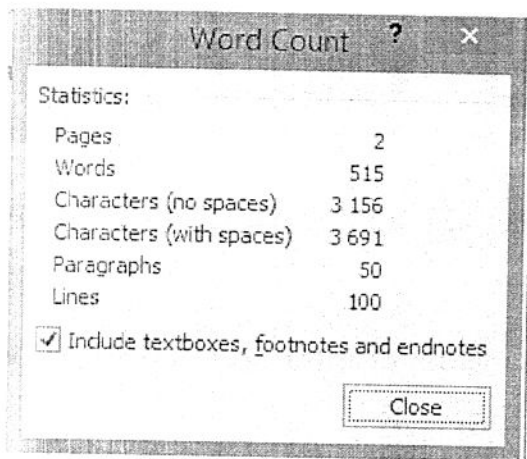 Word Count ? ×
Statistics:
Pages 2
Words 515
Characters (no spaces) 3 156
Characters (with spaces) 3 691
Paragraphs 50
Lines 100
✓ Include textboxes, footnotes and endnotes
Close